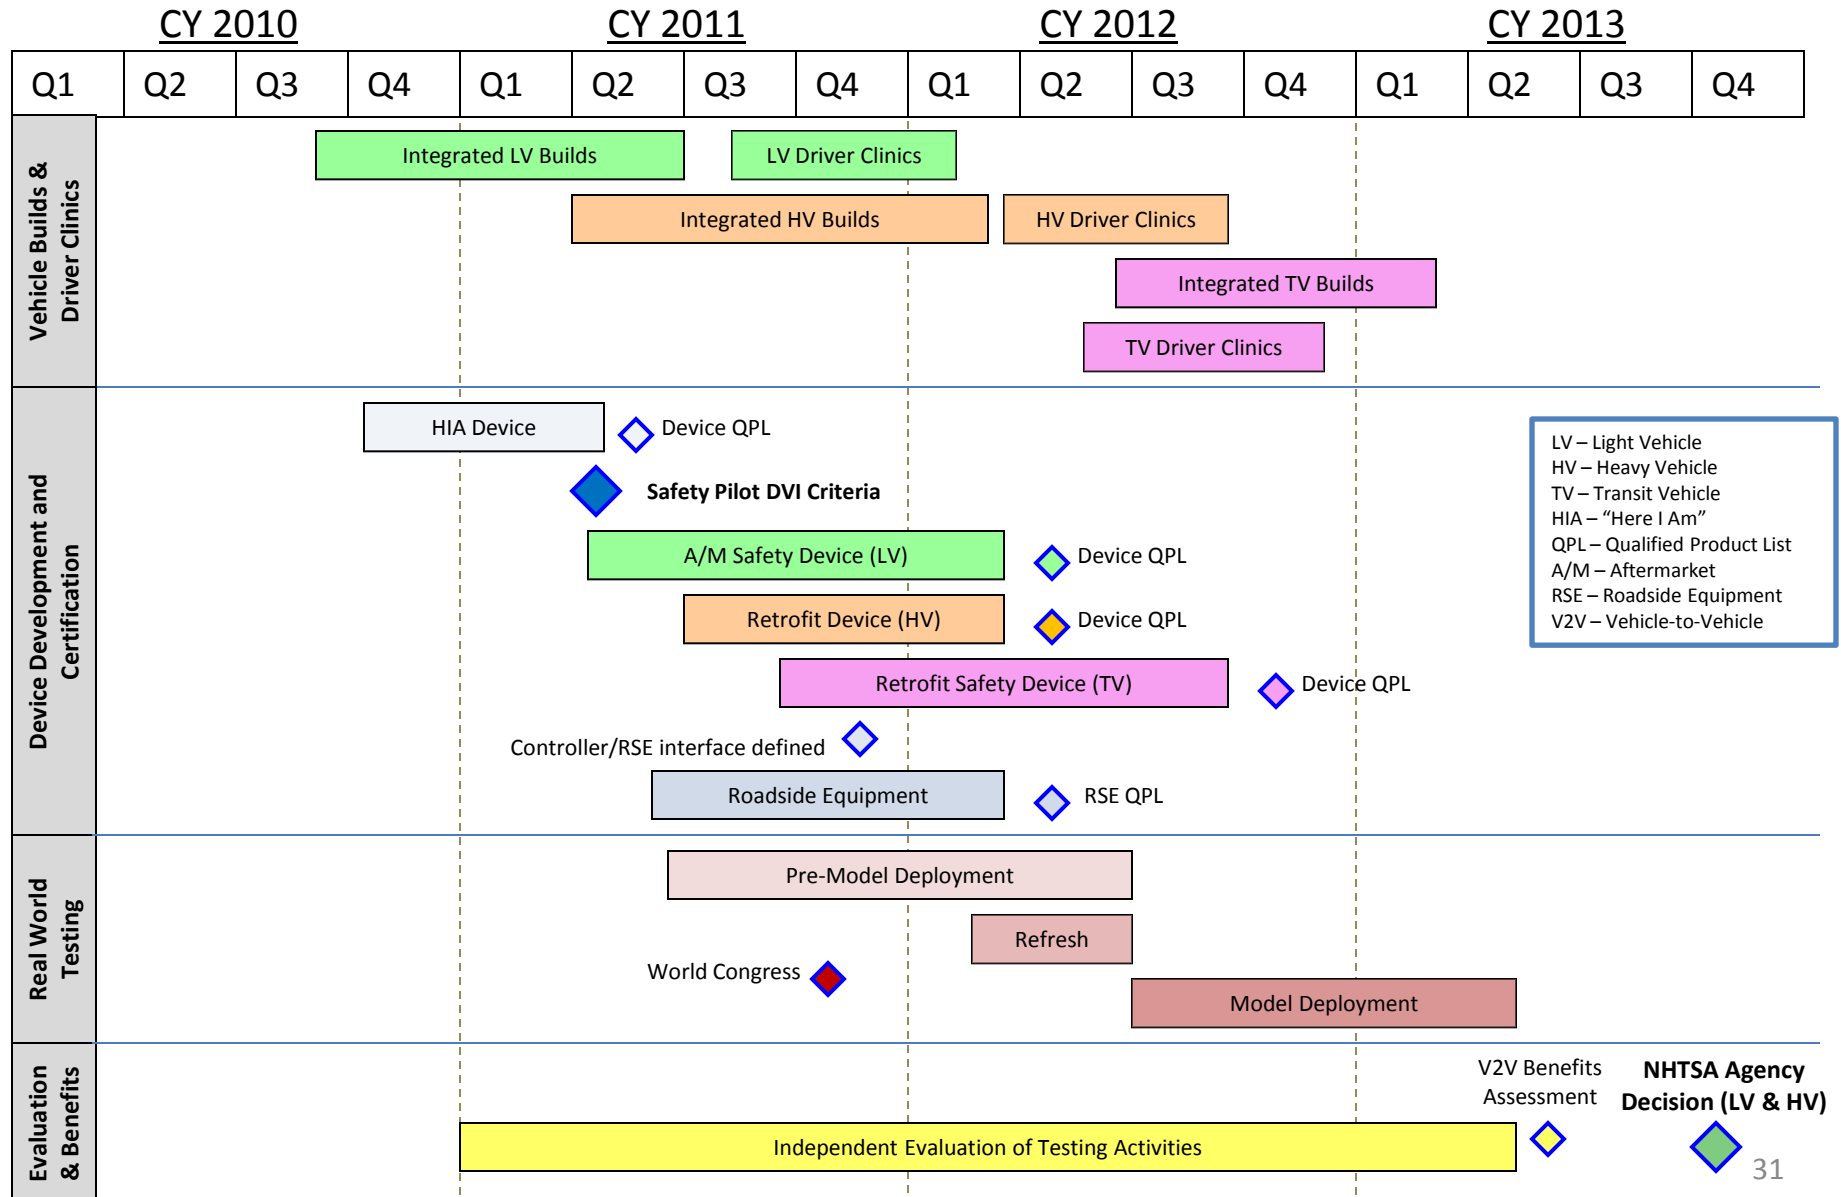 CY 2010 CY 2011 CY 2012 CY 2013
Q1 Q2 Q3 Q4 Q1 Q2 Q3 Q4 Q1 Q2 Q3 Q4 Q1 Q2 Q3 Q4
Vehicle Builds &
Driver Clinics
Integrated LV Builds
LV Driver Clinics
Integrated HV Builds
HV Driver Clinics
Integrated TV Builds
TV Driver Clinics
Device Development and
Certification
HIA Device
Device QPL
Safety Pilot DVI Criteria
A/M Safety Device (LV)
Device QPL
Retrofit Device (HV)
Device QPL
Retrofit Safety Device (TV)
Device QPL
Controller/RSE interface defined
Roadside Equipment
RSE QPL
LV – Light Vehicle
HV – Heavy Vehicle
TV – Transit Vehicle
HIA – “Here I Am”
QPL – Qualified Product List
A/M – Aftermarket
RSE – Roadside Equipment
V2V – Vehicle-to-Vehicle
Real World
Testing
Pre-Model Deployment
Refresh
World Congress
Model Deployment
Evaluation
& Benefits
V2V Benefits
Assessment
NHTSA Agency
Decision (LV & HV)
Independent Evaluation of Testing Activities
31